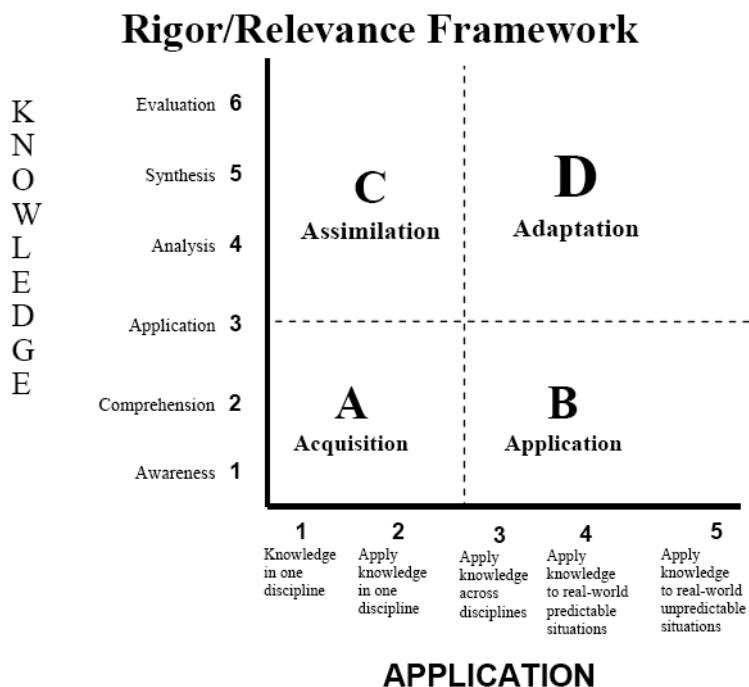 Rigor/Relevance Framework
K
N
O
W
L
E
D
G
E
Evaluation 6
Synthesis 5
Analysis 4
Application 3
Comprehension 2
Awareness 1
C
Assimilation
D
Adaptation
A
Acquisition
B
Application
1
Knowledge
in one
discipline
2
Apply
knowledge
in one
discipline
3
Apply
knowledge
across
disciplines
4
Apply
knowledge
to real-world
predictable
situations
5
Apply
knowledge
to real-world
unpredictable
situations
APPLICATION